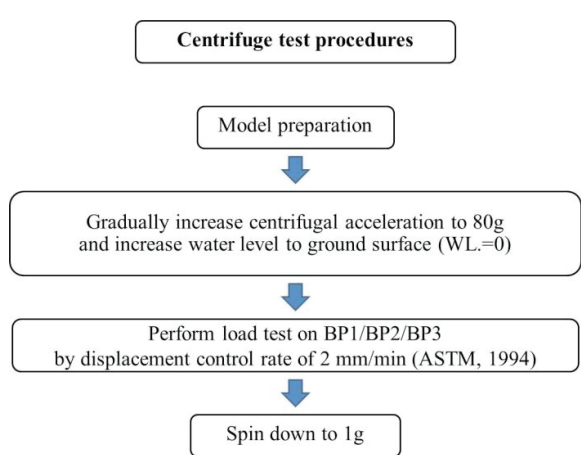 Centrifuge test procedures
Model preparation
Gradually increase centrifugal acceleration to 80g
and increase water level to ground surface (WL.=0)
Perform load test on BP1/BP2/BP3
by displacement control rate of 2 mm/min (ASTM, 1994)
Spin down to 1g